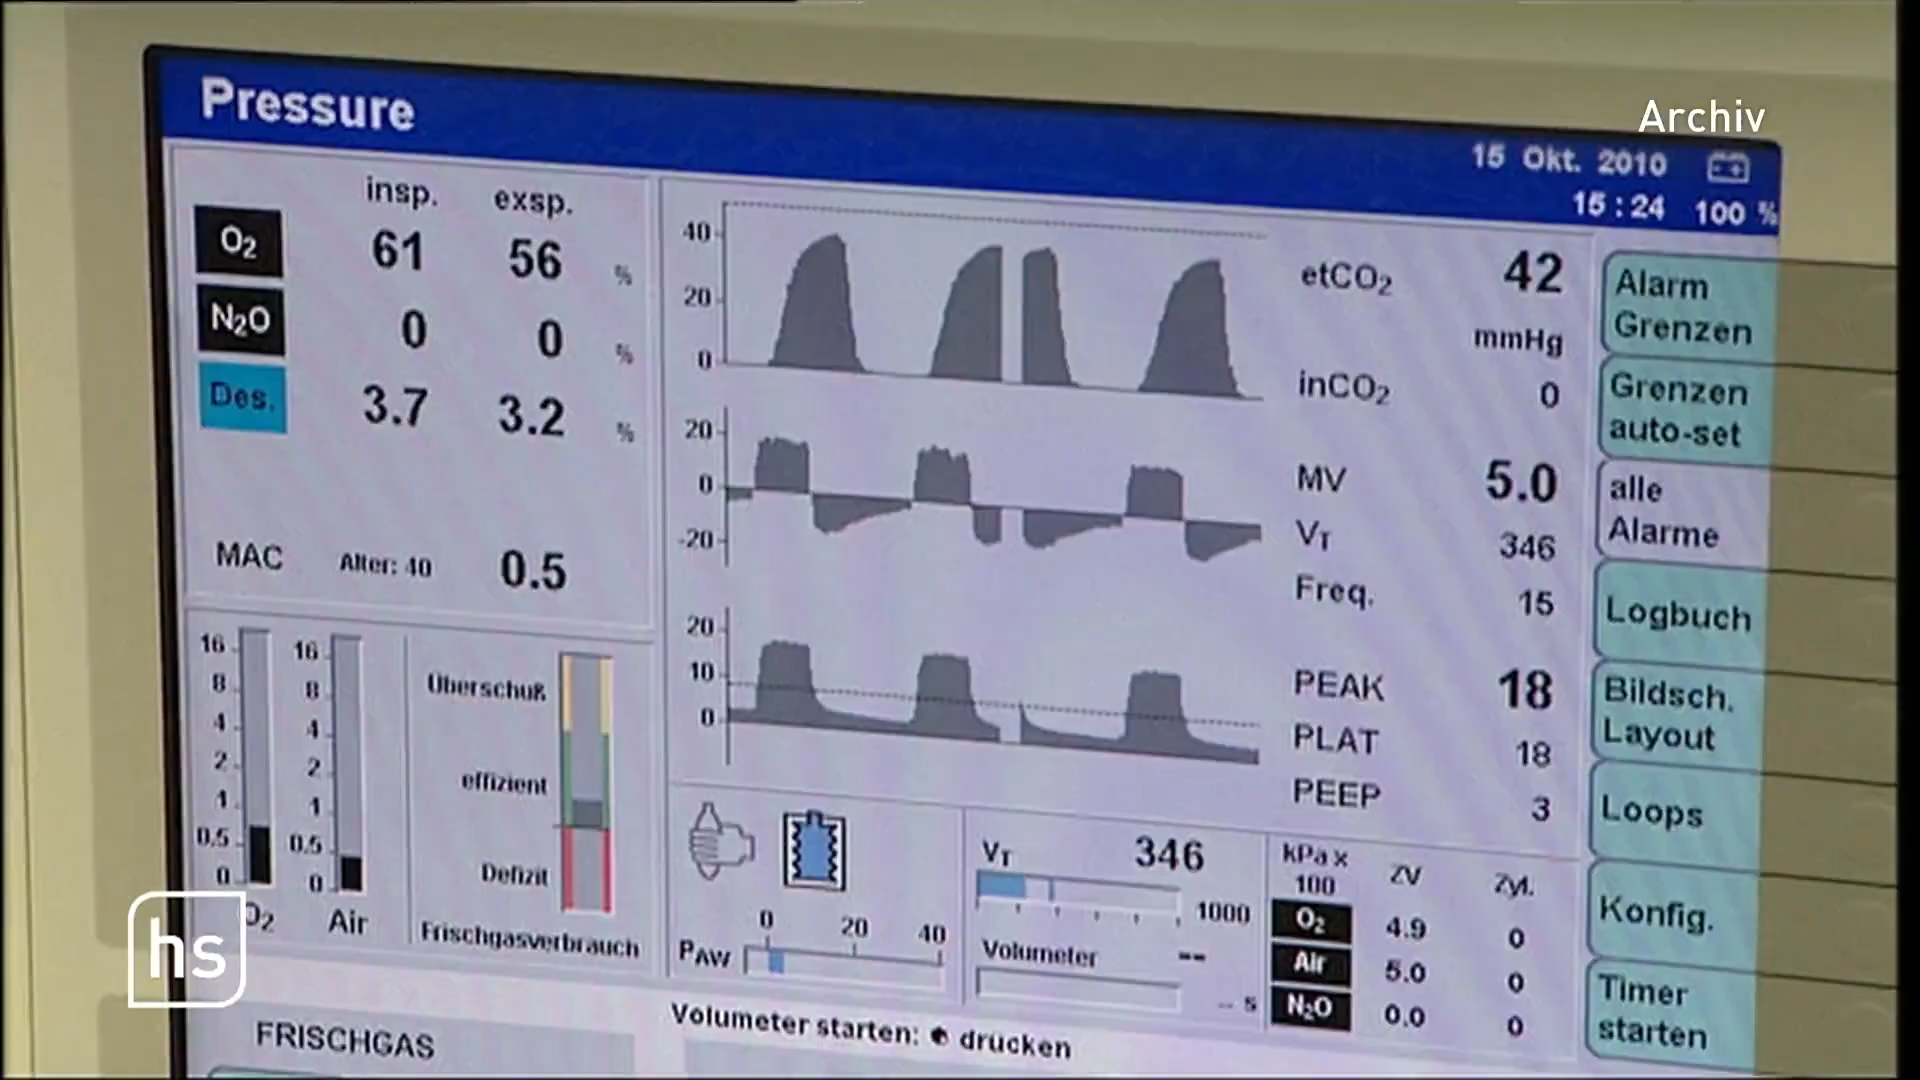 Pressure
Archiv
15 Okt. 2010
15:24 100 %
insp. exsp.
O2 61 56 %
N2O 0 0 %
Des. 3.7 3.2 %
MAC Alter: 40 0.5
40
20
0
20
0
-20
20
10
0
etCO2 42
mmHg
inCO2 0
MV 5.0
VT 346
Freq. 15
PEAK 18
PLAT 18
PEEP 3
Alarm
Grenzen
Grenzen
auto-set
alle
Alarme
Logbuch
Bildsch.
Layout
Loops
Konfig.
Timer
starten
16 16
8 8
4 4
2 2
1 1
0.5 0.5
0 0
O2 Air
Überschuß
effizient
Defizit
Frischgasverbrauch
0 20 40
PAW
VT 346
1000
Volumeter --
-- s
kPa x
100 ZV Zyl.
O2 4.9 0
Air 5.0 0
N2O 0.0 0
hs
Volumeter starten: drücken
FRISCHGAS